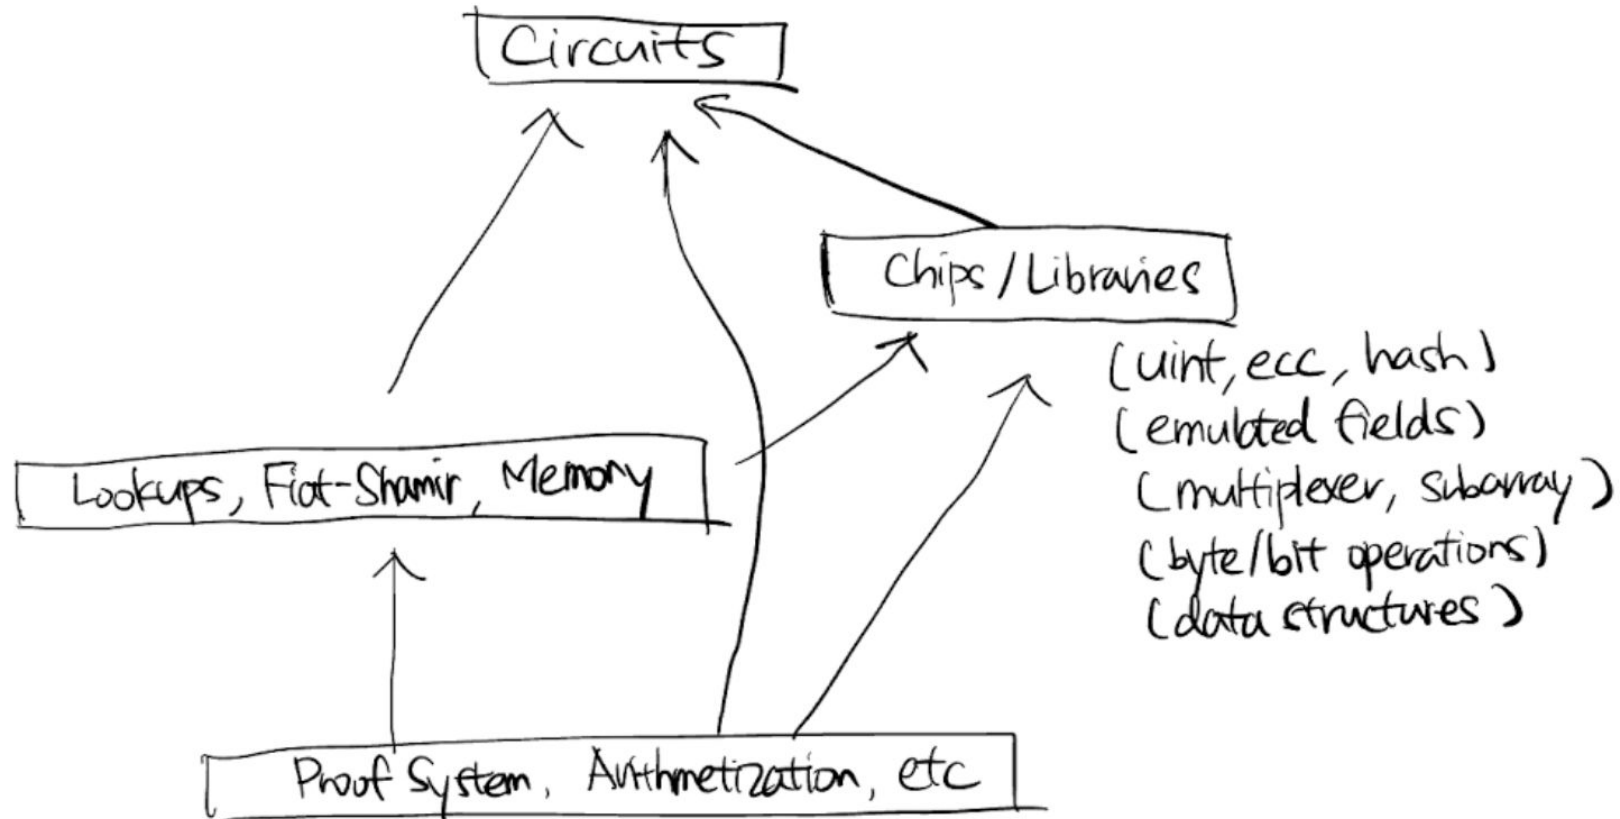 Circuits
Chips/Libraries
(uint, ecc, hash)
(emulated fields)
(multiplexer, subarray)
(byte/bit operations)
(data structures)
Lookups, Fiat-Shamir, Memory
Proof System, Arithmetization, etc